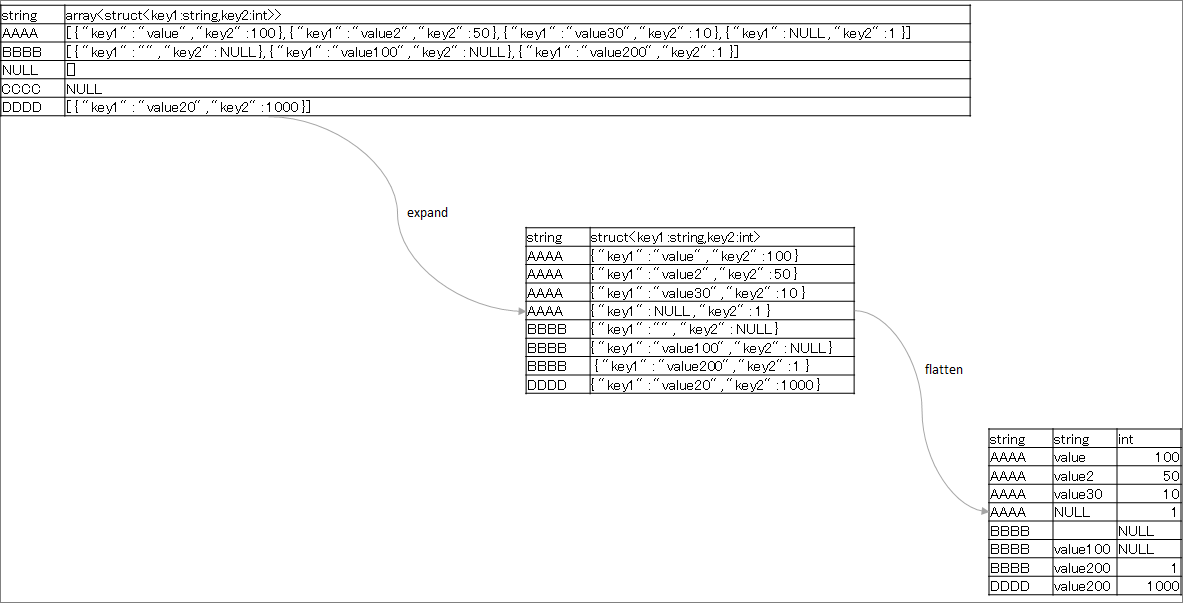 string array<struct<key1:string,key2:int>>
AAAA [{“key1“:“value“,“key2“:100},{“key1“:“value2“,“key2“:50},{“key1“:“value30“,“key2“:10},{“key1“:NULL,“key2“:1 }]
BBBB [{“key1“:““,“key2“:NULL},{“key1“:“value100“,“key2“:NULL},{“key1“:“value200“,“key2“:1 }]
NULL []
CCCC NULL
DDDD [{“key1“:“value20“,“key2“:1000}]
expand
string struct<key1:string,key2:int>
AAAA {“key1“:“value“,“key2“:100}
AAAA {“key1“:“value2“,“key2“:50}
AAAA {“key1“:“value30“,“key2“:10}
AAAA {“key1“:NULL,“key2“:1 }
BBBB {“key1“:““,“key2“:NULL}
BBBB {“key1“:“value100“,“key2“:NULL}
BBBB {“key1“:“value200“,“key2“:1 }
DDDD {“key1“:“value20“,“key2“:1000}
flatten
string string int
AAAA value 100
AAAA value2 50
AAAA value30 10
AAAA NULL 1
BBBB NULL
BBBB value100 NULL
BBBB value200 1
DDDD value200 1000